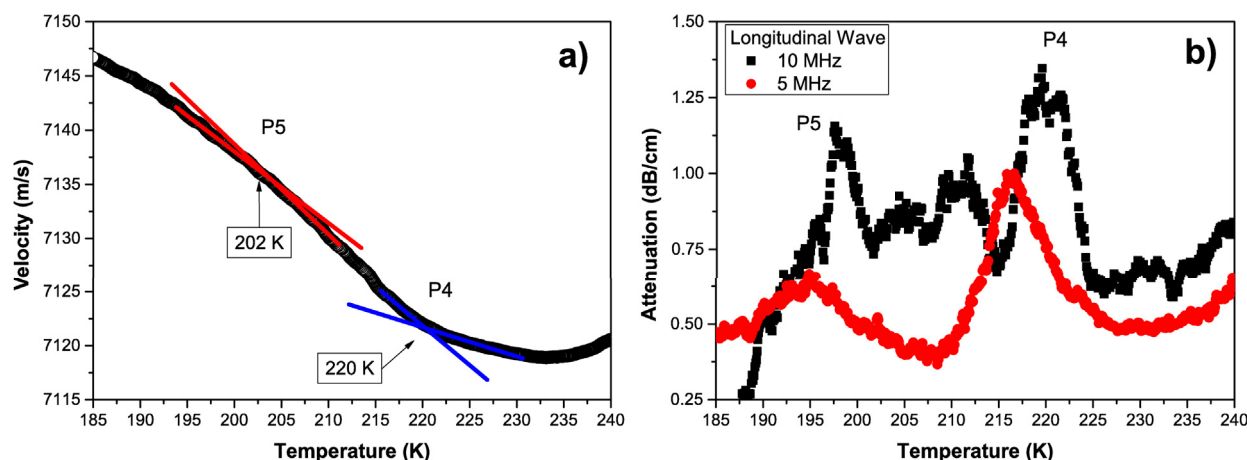 a)
7150
7145
7140
7135
7130
7125
7120
7115
Velocity (m/s)
P5
202 K
P4
220 K
185 190 195 200 205 210 215 220 225 230 235 240
Temperature (K)
b)
1.50
1.25
1.00
0.75
0.50
0.25
Attenuation (dB/cm)
Longitudinal Wave
10 MHz
5 MHz
P4
P5
185 190 195 200 205 210 215 220 225 230 235 240
Temperature (K)